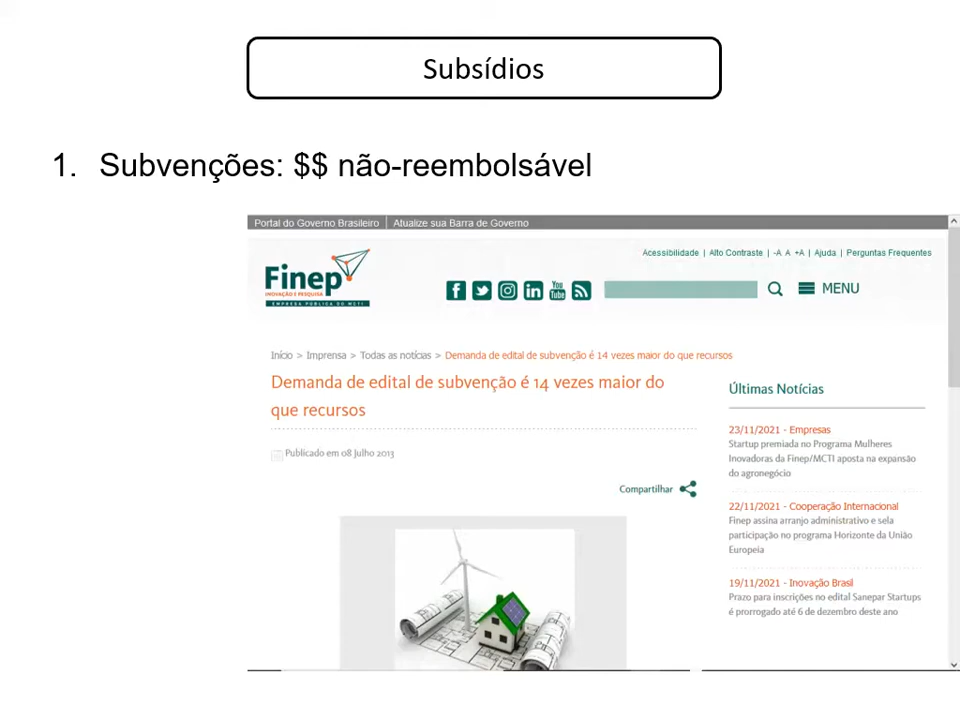 Subsídios
1. Subvenções: $$ não-reembolsável
Portal do Governo Brasileiro | Atualize sua Barra de Governo
Acessibilidade | Alto Contraste | -A A +A | Ajuda | Perguntas Frequentes
Finep
INOVAÇÃO E PESQUISA
EMPRESA PÚBLICA DO MCTI
You
Tube
MENU
Início > Imprensa > Todas as notícias > Demanda de edital de subvenção é 14 vezes maior do que recursos
Demanda de edital de subvenção é 14 vezes maior do
que recursos
Publicado em 08 Julho 2013
Compartilhar
Últimas Notícias
23/11/2021 - Empresas
Startup premiada no Programa Mulheres
Inovadoras da Finep/MCTI aposta na expansão
do agronegócio
22/11/2021 - Cooperação Internacional
Finep assina arranjo administrativo e sela
participação no programa Horizonte da União
Europeia
19/11/2021 - Inovação Brasil
Prazo para inscrições no edital Sanepar Startups
é prorrogado até 6 de dezembro deste ano